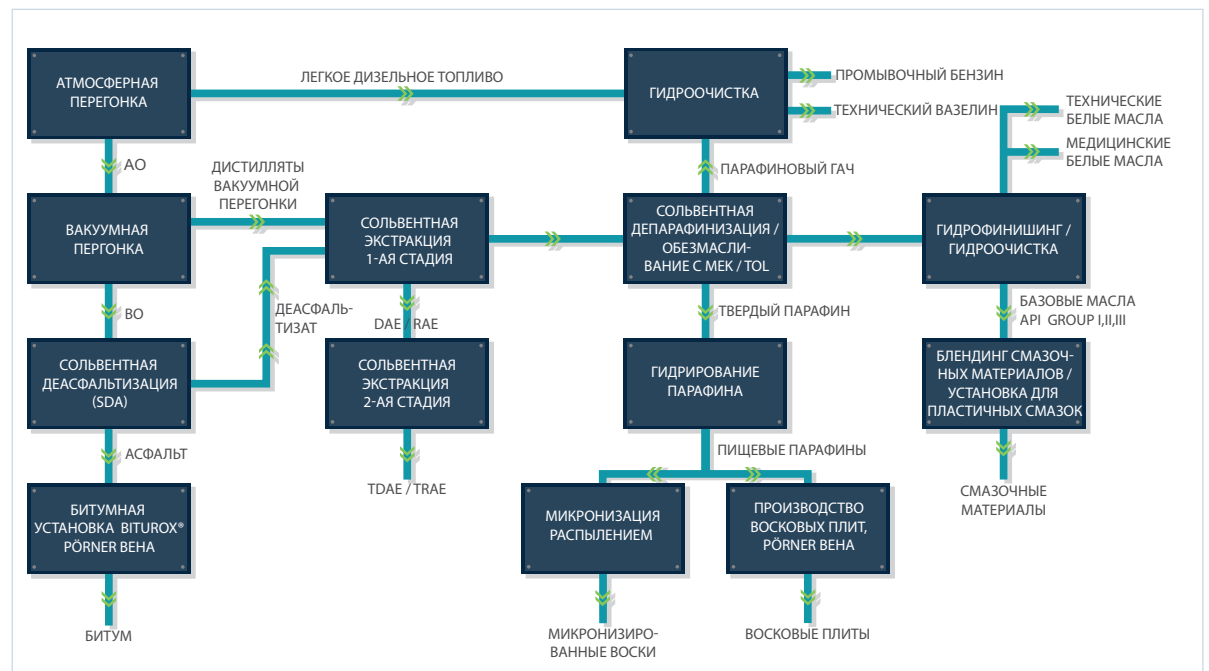 АТМОСФЕРНАЯ
ПЕРЕГОНКА
ЛЕГКОЕ ДИЗЕЛЬНОЕ ТОПЛИВО
ГИДРООЧИСТКА
ПРОМЫВОЧНЫЙ БЕНЗИН
ТЕХНИЧЕСКИЙ ВАЗЕЛИН
ТЕХНИЧЕСКИЕ
БЕЛЫЕ МАСЛА
МЕДИЦИНСКИЕ
БЕЛЫЕ МАСЛА
АО
ДИСТИЛЛЯТЫ
ВАКУУМНОЙ
ПЕРЕГОНКИ
ПАРАФИНОВЫЙ ГАЧ
ВАКУУМНАЯ
ПЕРГОНКА
СОЛЬВЕНТНАЯ
ЭКСТРАКЦИЯ
1-АЯ СТАДИЯ
СОЛЬВЕНТНАЯ
ДЕПАРАФИНИЗАЦИЯ /
ОБЕЗМАСЛИ-
ВАНИЕ С MEK / TOL
ГИДРОФИНИШИНГ /
ГИДРООЧИСТКА
ВО
ДЕАСФАЛЬ-
ТИЗАТ
DAE / RAE
ТВЕРДЫЙ ПАРАФИН
БАЗОВЫЕ МАСЛА
API GROUP I,II,III
СОЛЬВЕНТНАЯ
ДЕАСФАЛЬТИЗАЦИЯ
(SDA)
СОЛЬВЕНТНАЯ
ЭКСТРАКЦИЯ
2-АЯ СТАДИЯ
ГИДРИРОВАНИЕ
ПАРАФИНА
БЛЕНДИНГ СМАЗОЧ-
НЫХ МАТЕРИАЛОВ /
УСТАНОВКА ДЛЯ
ПЛАСТИЧНЫХ СМАЗОК
АСФАЛЬТ
TDAE / TRAE
ПИЩЕВЫЕ ПАРАФИНЫ
СМАЗОЧНЫЕ
МАТЕРИАЛЫ
БИТУМНАЯ
УСТАНОВКА BITUROX®
PÖRNER ВЕНА
МИКРОНИЗАЦИЯ
РАСПЫЛЕНИЕМ
ПРОИЗВОДСТВО
ВОСКОВЫХ ПЛИТ,
PÖRNER ВЕНА
БИТУМ
МИКРОНИЗИРО-
ВАННЫЕ ВОСКИ
ВОСКОВЫЕ ПЛИТЫ